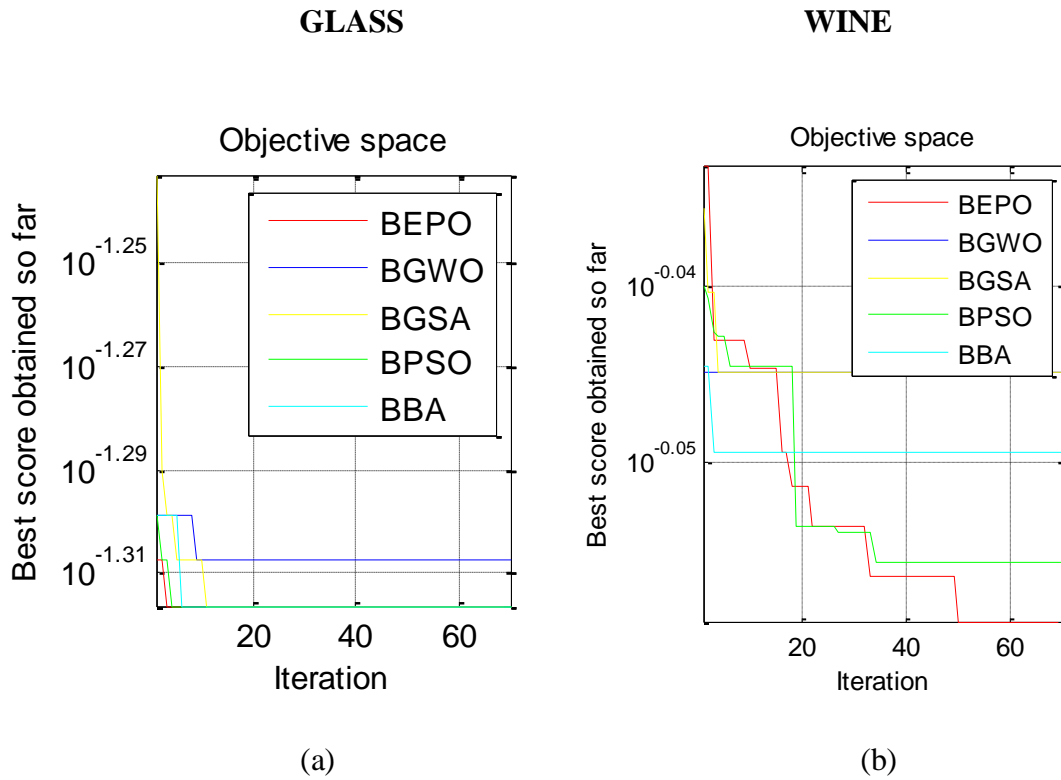 GLASS
WINE
Objective space
Best score obtained so far
10^-1.25
10^-1.27
10^-1.29
10^-1.31
BEPO
BGWO
BGSA
BPSO
BBA
20
40
60
Iteration
(a)
Objective space
Best score obtained so far
10^-0.04
10^-0.05
BEPO
BGWO
BGSA
BPSO
BBA
20
40
60
Iteration
(b)